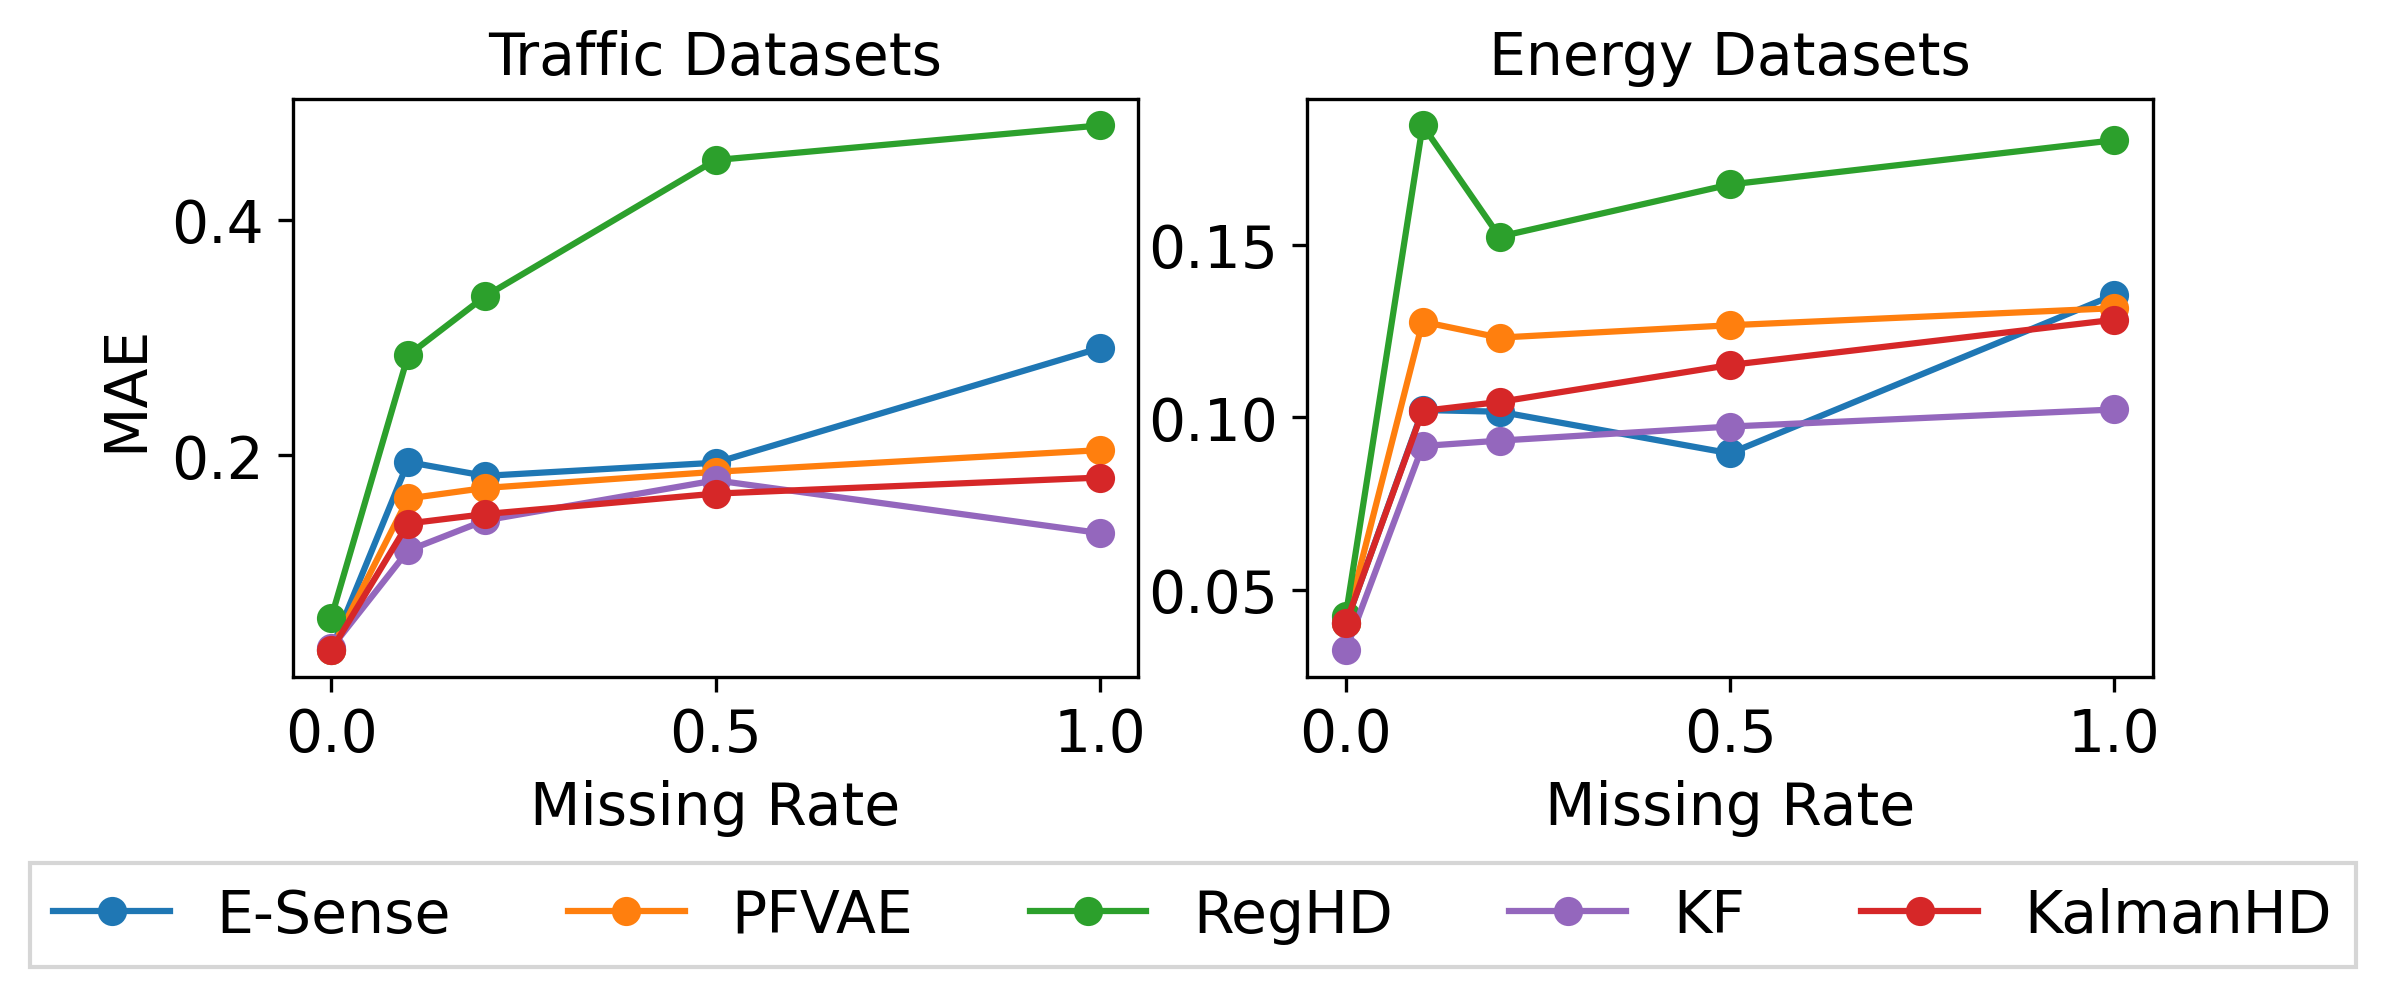 Traffic Datasets
MAE
0.4
0.2
0.0 0.5 1.0
Missing Rate
Energy Datasets
0.15
0.10
0.05
0.0 0.5 1.0
Missing Rate
E-Sense PFVAE RegHD KF KalmanHD